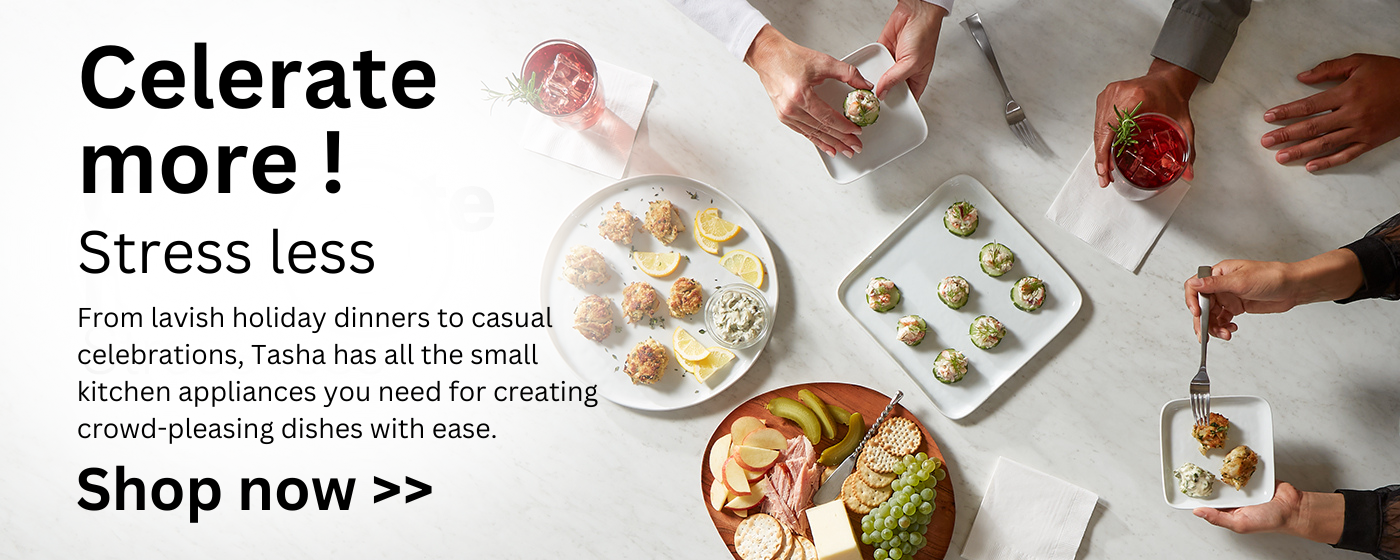 Celerate
more !
Stress less
From lavish holiday dinners to casual
celebrations, Tasha has all the small
kitchen appliances you need for creating
crowd-pleasing dishes with ease.
Shop now >>